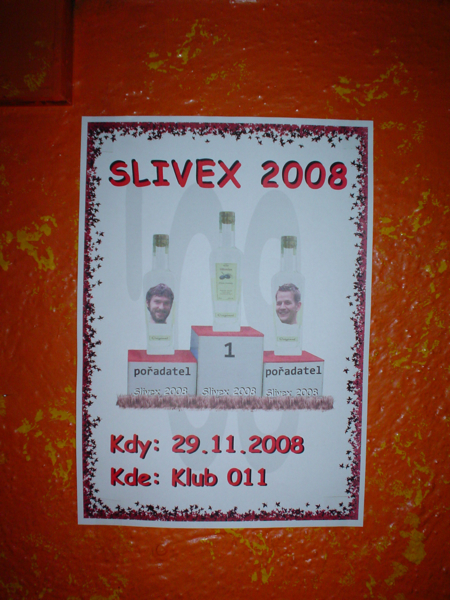 SLIVEX 2008
1
pořadatel
pořadatel
Slivex 2008
Slivex 2008
Slivex 2008
Kdy: 29.11.2008
Kde: Klub 011